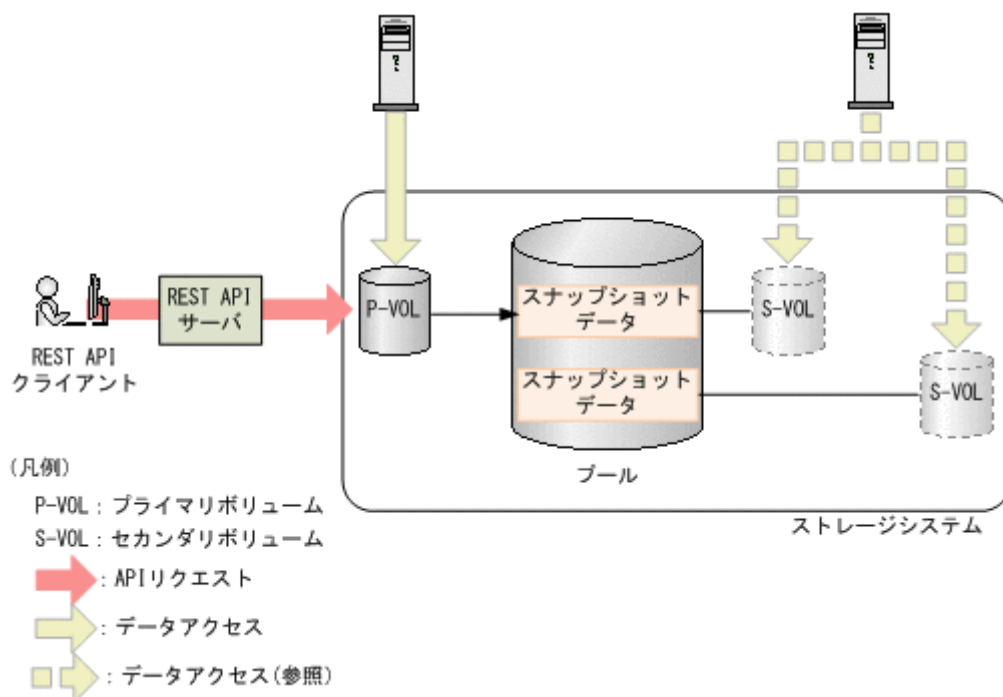 REST API
サーバ
P-VOL
スナップショット
データ
S-VOL
スナップショット
データ
S-VOL
REST API
クライアント
プール
ストレージシステム
(凡例)
P-VOL:プライマリボリューム
S-VOL:セカンダリボリューム
:APIリクエスト
:データアクセス
:データアクセス(参照)